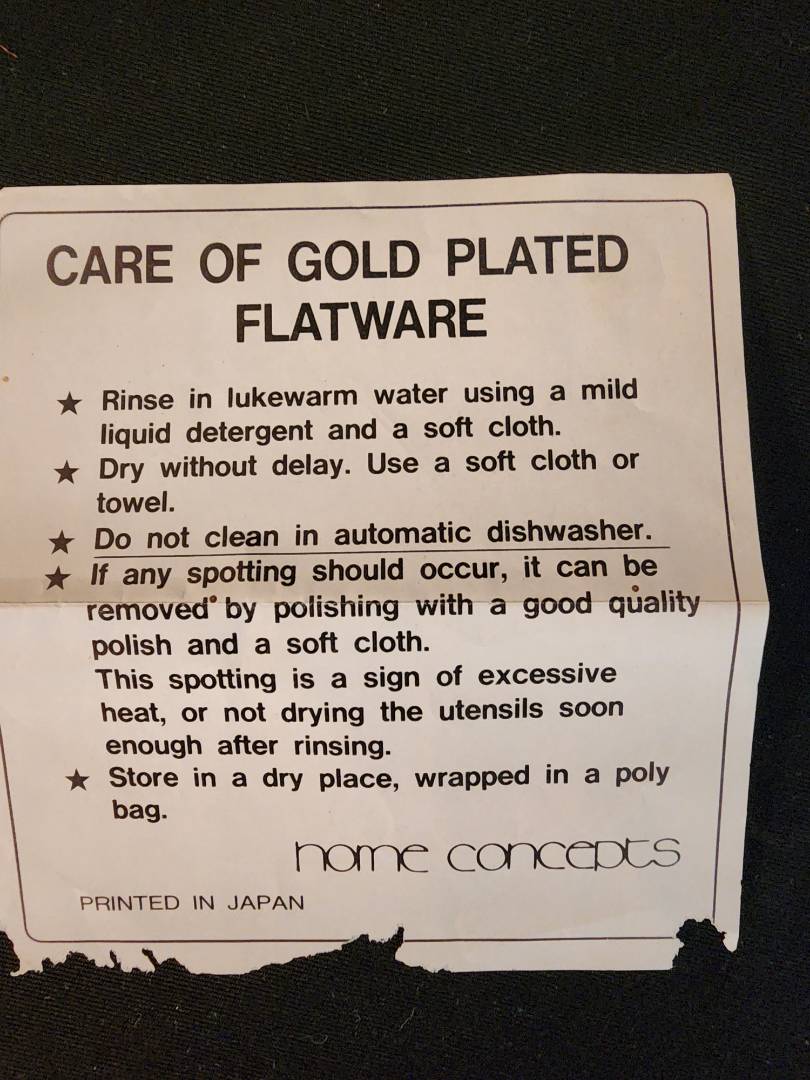 CARE OF GOLD PLATED
FLATWARE
★ Rinse in lukewarm water using a mild
liquid detergent and a soft cloth.
★ Dry without delay. Use a soft cloth or
towel.
★ Do not clean in automatic dishwasher.
★ If any spotting should occur, it can be
removed by polishing with a good quality
polish and a soft cloth.
This spotting is a sign of excessive
heat, or not drying the utensils soon
enough after rinsing.
★ Store in a dry place, wrapped in a poly
bag.
home concepts
PRINTED IN JAPAN